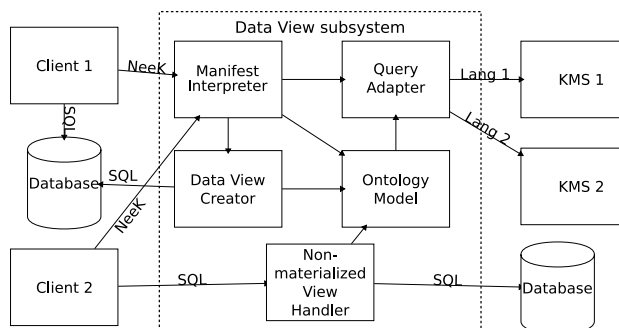 Data View subsystem
Client 1
NeeK
Manifest
Interpreter
Query
Adapter
Lang 1
KMS 1
SQL
Lang 2
Database
SQL
Data View
Creator
Ontology
Model
KMS 2
NeeK
Client 2
SQL
Non-
materialized
View
Handler
SQL
Database